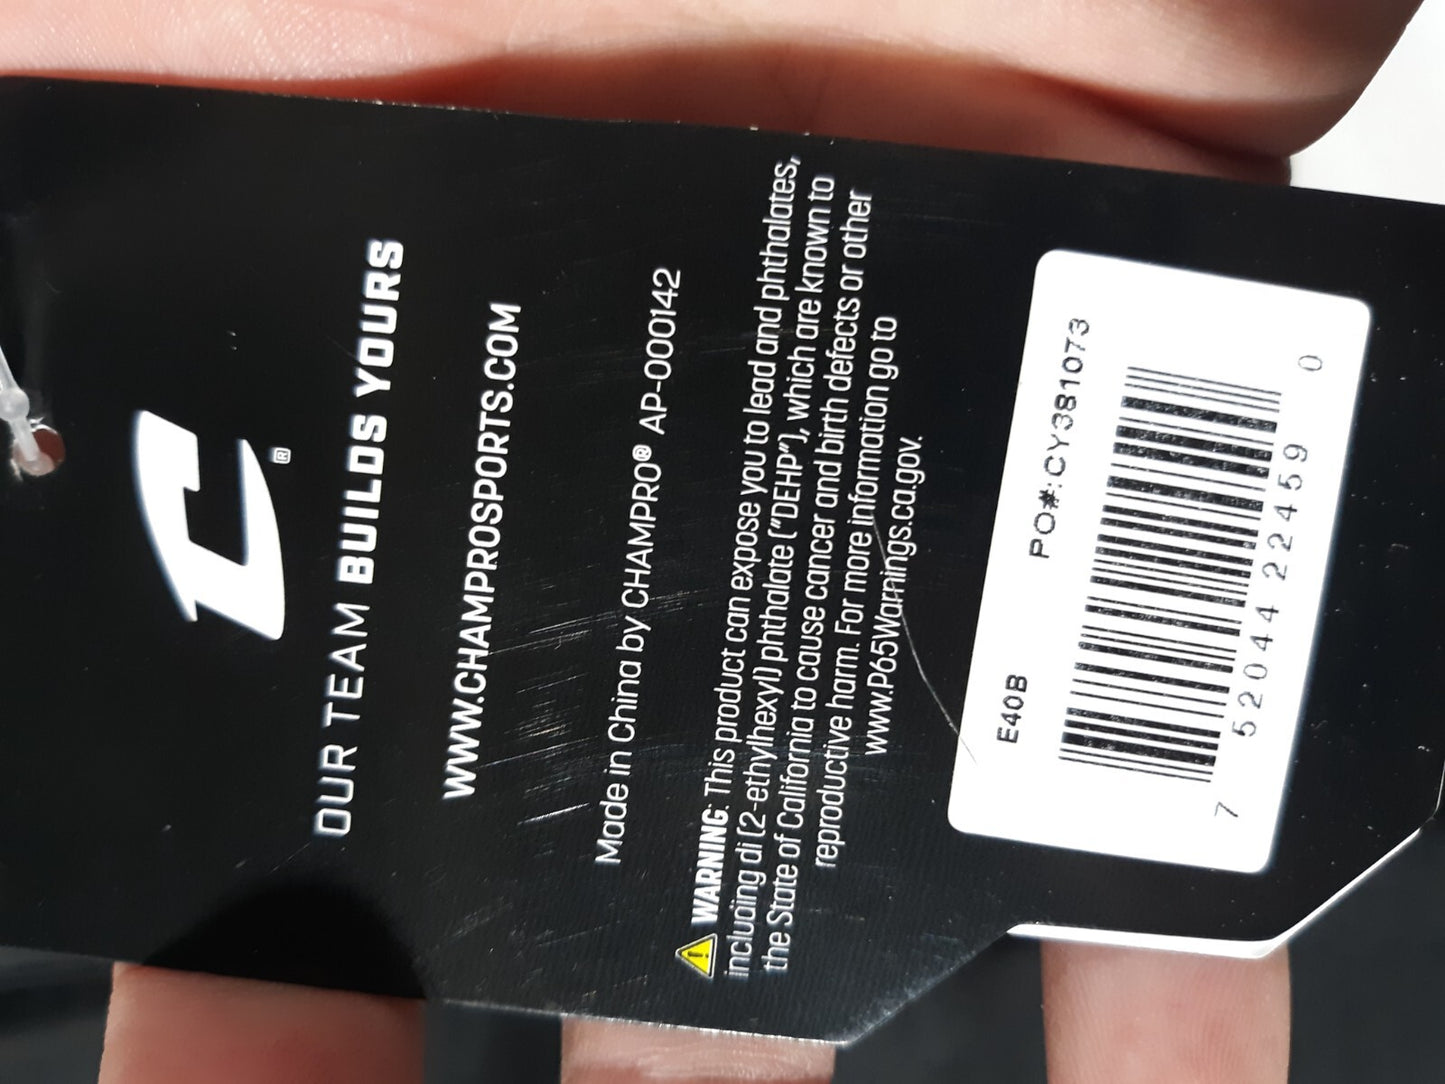 C®
OUR TEAM BUILDS YOURS
WWW.CHAMPROSPORTS.COM
Made in China by CHAMPRO® AP-000142
WARNING: This product can expose you to lead and phthalates,
including di (2-ethylhexyl) phthalate ("DEHP"), which are known to
the State of California to cause cancer and birth defects or other
reproductive harm. For more information go to
www.P65Warnings.ca.gov.
E40B PO#:CY381073
7 52044 22459 0